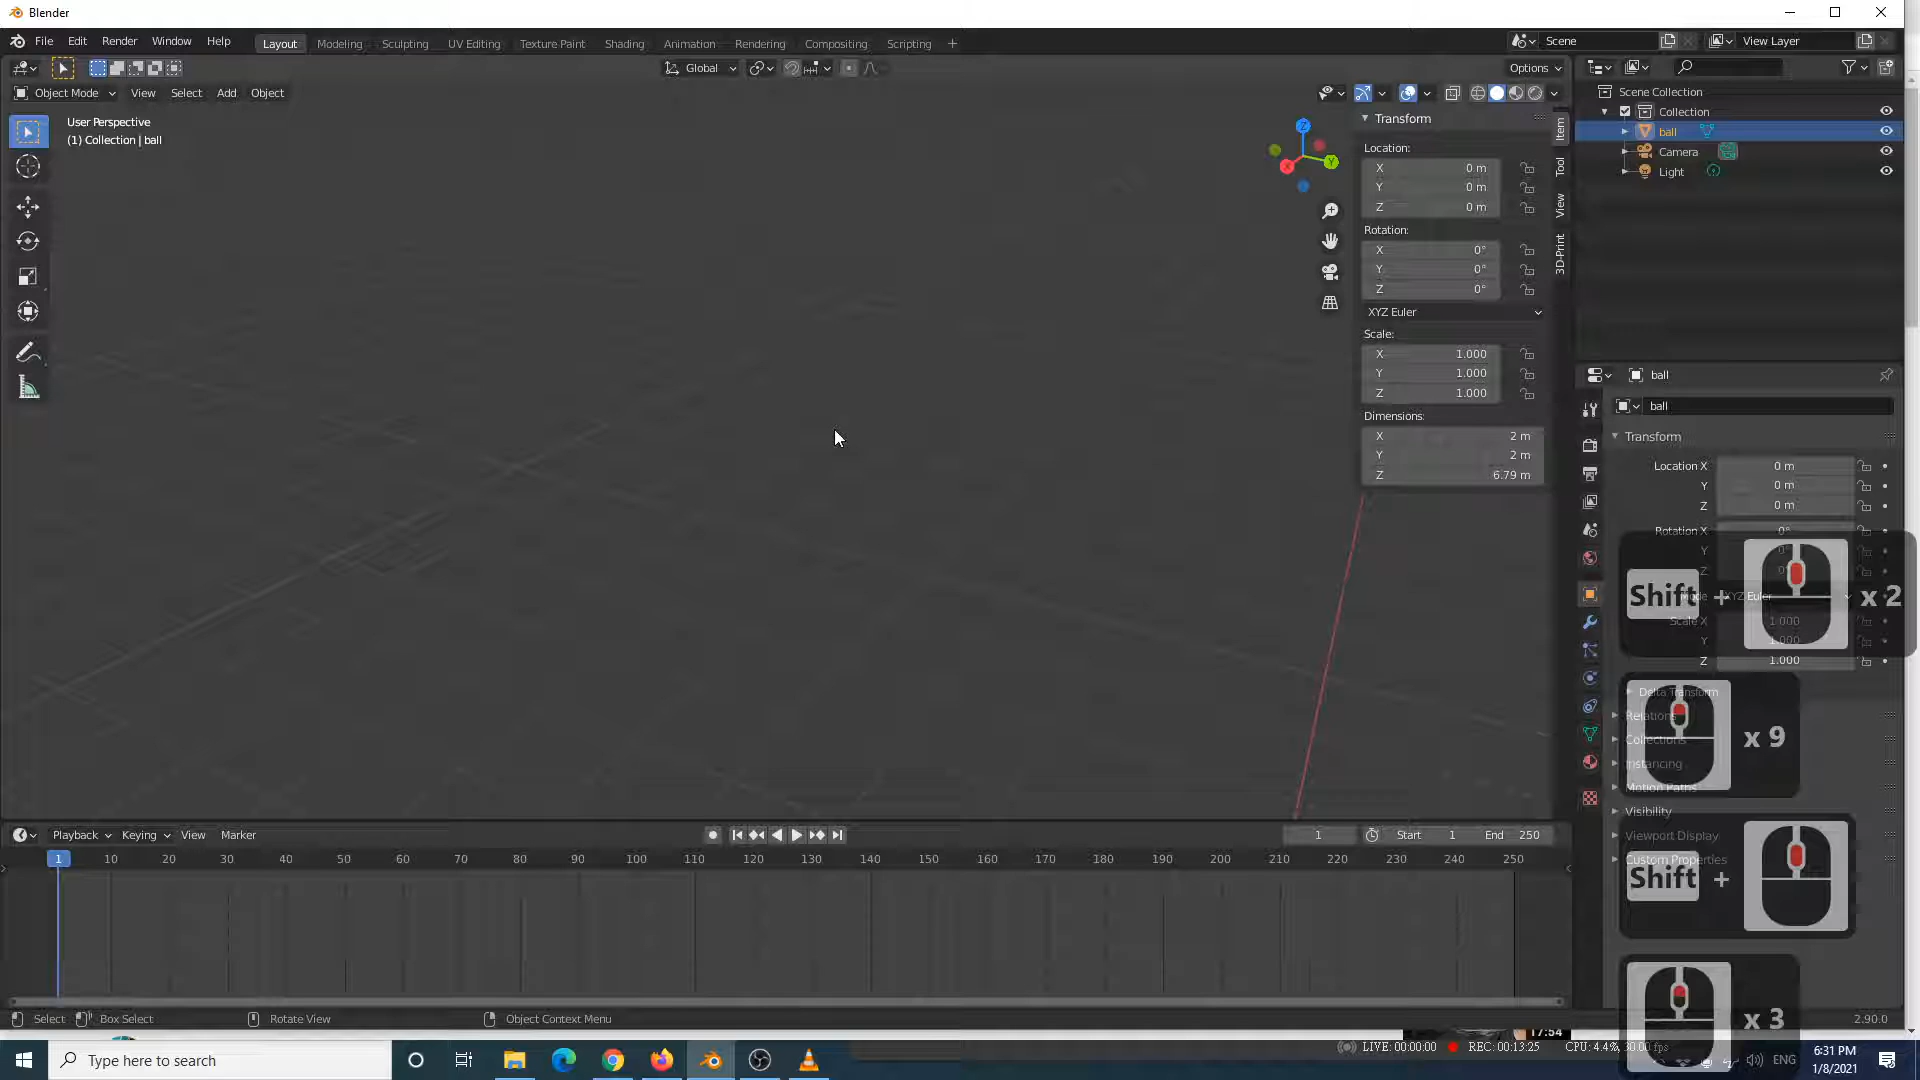 Blender
File Edit Render Window Help
Layout Modeling Sculpting UV Editing Texture Paint Shading Animation Rendering Compositing Scripting +
Scene
View Layer
Global
Options
Object Mode View Select Add Object
User Perspective
(1) Collection | ball
Z
Y
X
Transform
Location:
X 0 m
Y 0 m
Z 0 m
Rotation:
X 0°
Y 0°
Z 0°
XYZ Euler
Scale:
X 1.000
Y 1.000
Z 1.000
Dimensions:
X 2 m
Y 2 m
Z 6.79 m
Item
Tool
View
3D-Print
Scene Collection
Collection
ball
Camera
Light
ball
ball
Transform
Location X 0 m
Y 0 m
Z 0 m
Rotation X 0°
Y
Z
XYZ Euler
Scale X 1.000
Y 1.000
Z 1.000
Delta Transform
Relations
Collections
Instancing
Motion Paths
Visibility
Viewport Display
Custom Properties
Shift + x 2
x 9
Shift +
x 3
Playback Keying View Marker
1 Start 1 End 250
1 10 20 30 40 50 60 70 80 90 100 110 120 130 140 150 160 170 180 190 200 210 220 230 240 250
Select Box Select Rotate View Object Context Menu
2.90.0
17:54
Type here to search
LIVE: 00:00:00 REC: 00:13:25 CPU: 4.4%, 30.00 fps
ENG
6:31 PM
1/8/2021